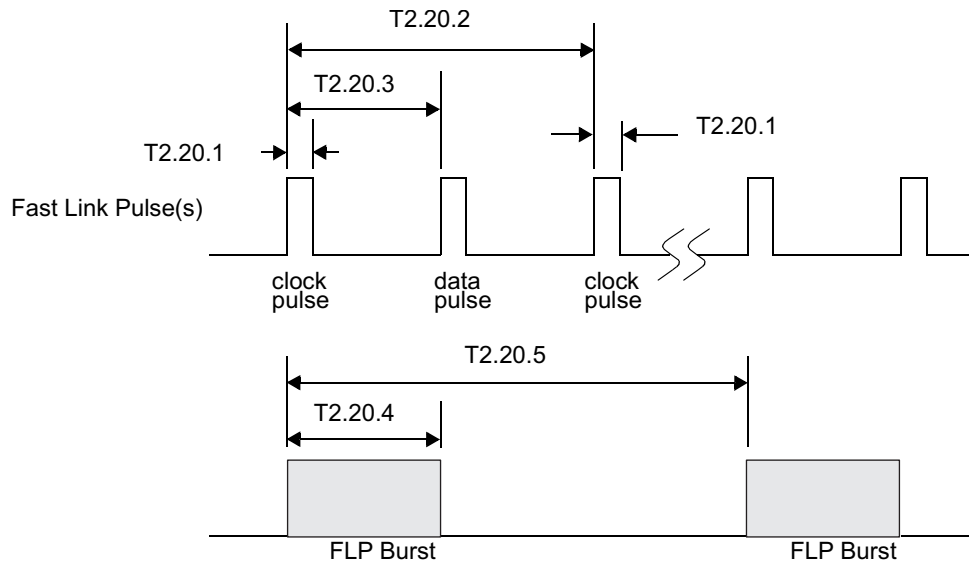 T2.20.2
T2.20.3
T2.20.1
T2.20.1
Fast Link Pulse(s)
clock
pulse
data
pulse
clock
pulse
T2.20.5
T2.20.4
FLP Burst
FLP Burst